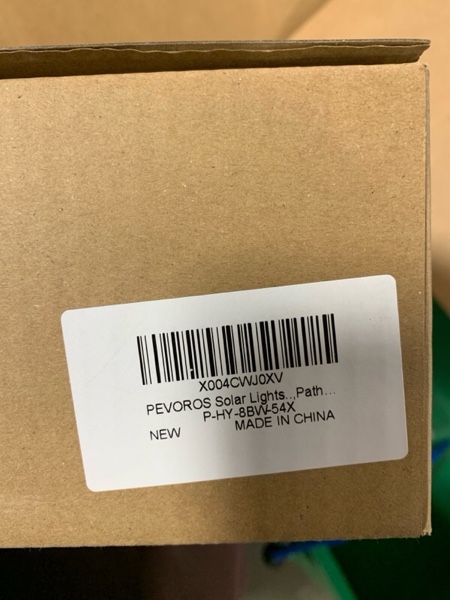 X004CWJ0XV
PEVOROS Solar Lights...,Path...
P-HY-8BW-54X
NEW MADE IN CHINA